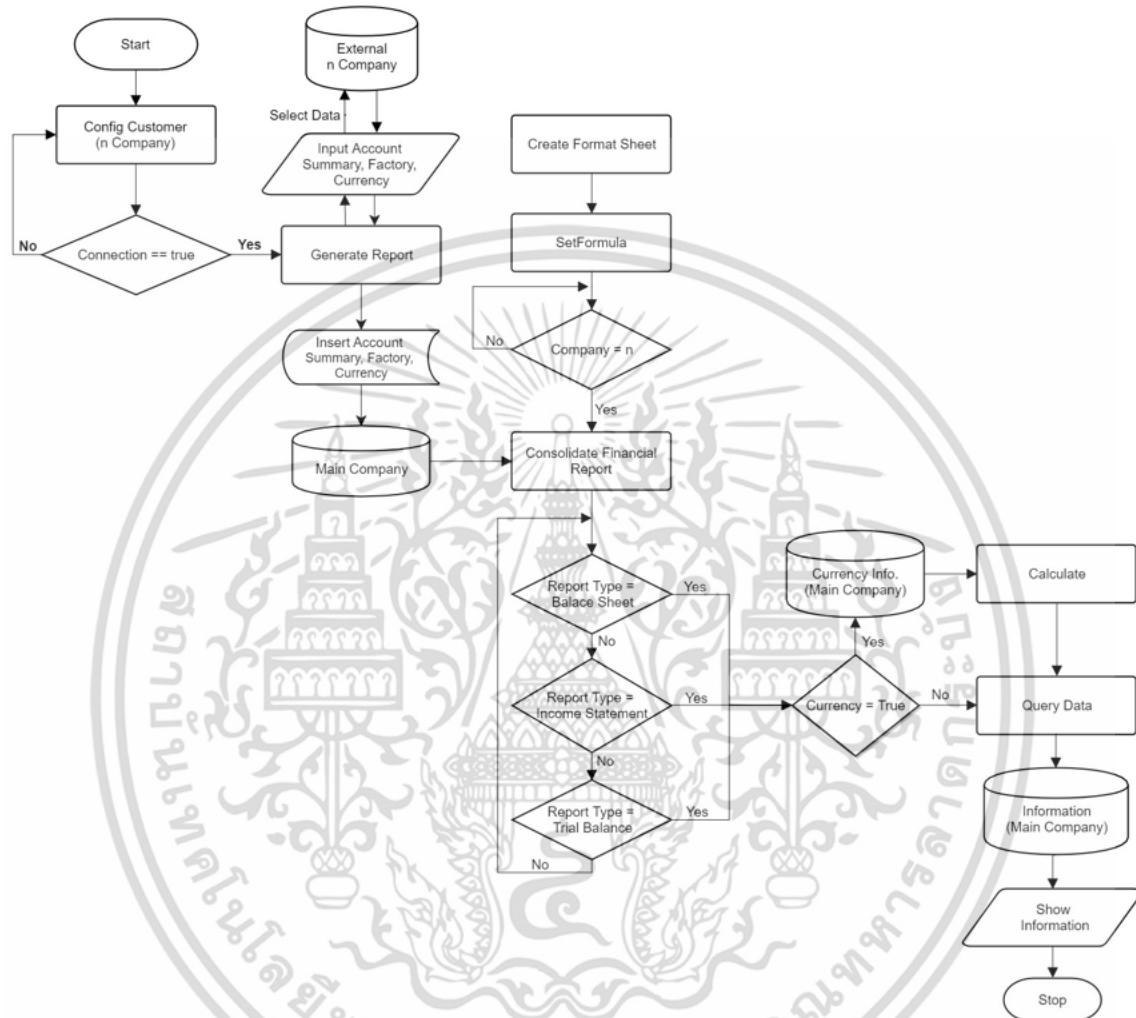 Start
Config Customer
(n Company)
No
Connection == true
Yes
External
n Company
Select Data
Input Account
Summary, Factory,
Currency
Generate Report
Insert Account
Summary, Factory,
Currency
Main Company
Create Format Sheet
SetFormula
No
Company = n
Yes
Consolidate Financial
Report
Report Type =
Balace Sheet
Yes
No
Report Type =
Income Statement
Yes
No
Report Type =
Trial Balance
Yes
No
Currency Info.
(Main Company)
Yes
Currency = True
No
Calculate
Query Data
Information
(Main Company)
Show
Information
Stop